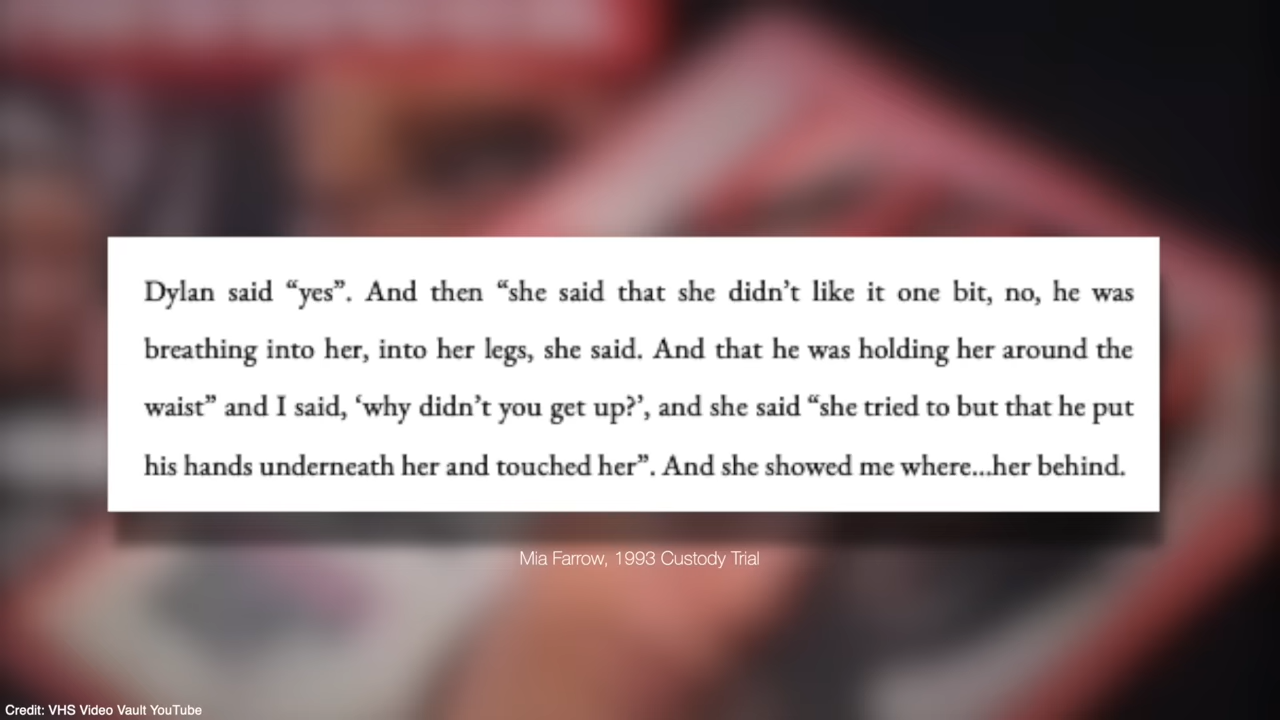 Dylan said “yes”. And then “she said that she didn’t like it one bit, no, he was
breathing into her, into her legs, she said. And that he was holding her around the
waist” and I said, ‘why didn’t you get up?’, and she said “she tried to but that he put
his hands underneath her and touched her”. And she showed me where...her behind.
Mia Farrow, 1993 Custody Trial
Credit: VHS Video Vault YouTube